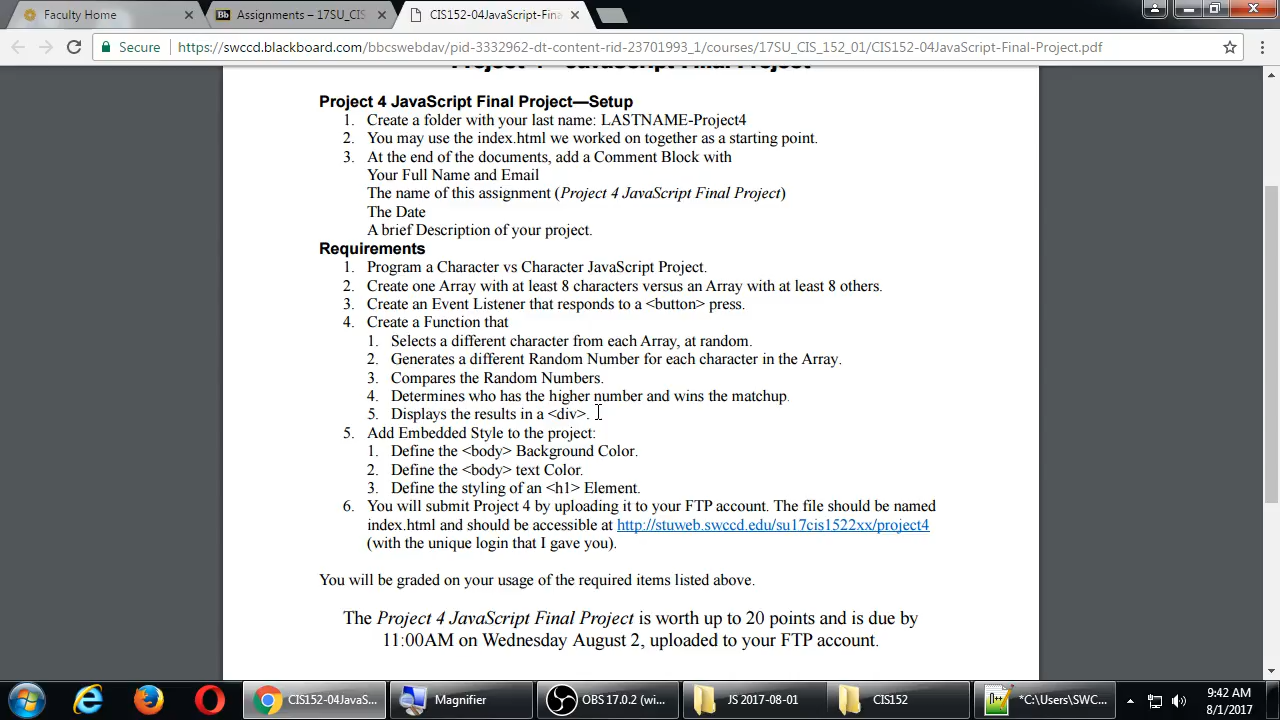 Faculty Home
Assignments – 17SU_CIS
CIS152-04JavaScript-Fina
Secure
https://swccd.blackboard.com/bbcswebdav/pid-3332962-dt-content-rid-23701993_1/courses/17SU_CIS_152_01/CIS152-04JavaScript-Final-Project.pdf
Project 4 JavaScript Final Project—Setup
1. Create a folder with your last name: LASTNAME-Project4
2. You may use the index.html we worked on together as a starting point.
3. At the end of the documents, add a Comment Block with
Your Full Name and Email
The name of this assignment (Project 4 JavaScript Final Project)
The Date
A brief Description of your project.
Requirements
1. Program a Character vs Character JavaScript Project.
2. Create one Array with at least 8 characters versus an Array with at least 8 others.
3. Create an Event Listener that responds to a <button> press.
4. Create a Function that
1. Selects a different character from each Array, at random.
2. Generates a different Random Number for each character in the Array.
3. Compares the Random Numbers.
4. Determines who has the higher number and wins the matchup.
5. Displays the results in a <div>.
5. Add Embedded Style to the project:
1. Define the <body> Background Color.
2. Define the <body> text Color.
3. Define the styling of an <h1> Element.
6. You will submit Project 4 by uploading it to your FTP account. The file should be named
index.html and should be accessible at http://stuweb.swccd.edu/su17cis1522xx/project4
(with the unique login that I gave you).
You will be graded on your usage of the required items listed above.
The Project 4 JavaScript Final Project is worth up to 20 points and is due by
11:00AM on Wednesday August 2, uploaded to your FTP account.
CIS152-04JavaS...
Magnifier
OBS 17.0.2 (wi...
JS 2017-08-01
CIS152
*C:\Users\SWC...
9:42 AM
8/1/2017